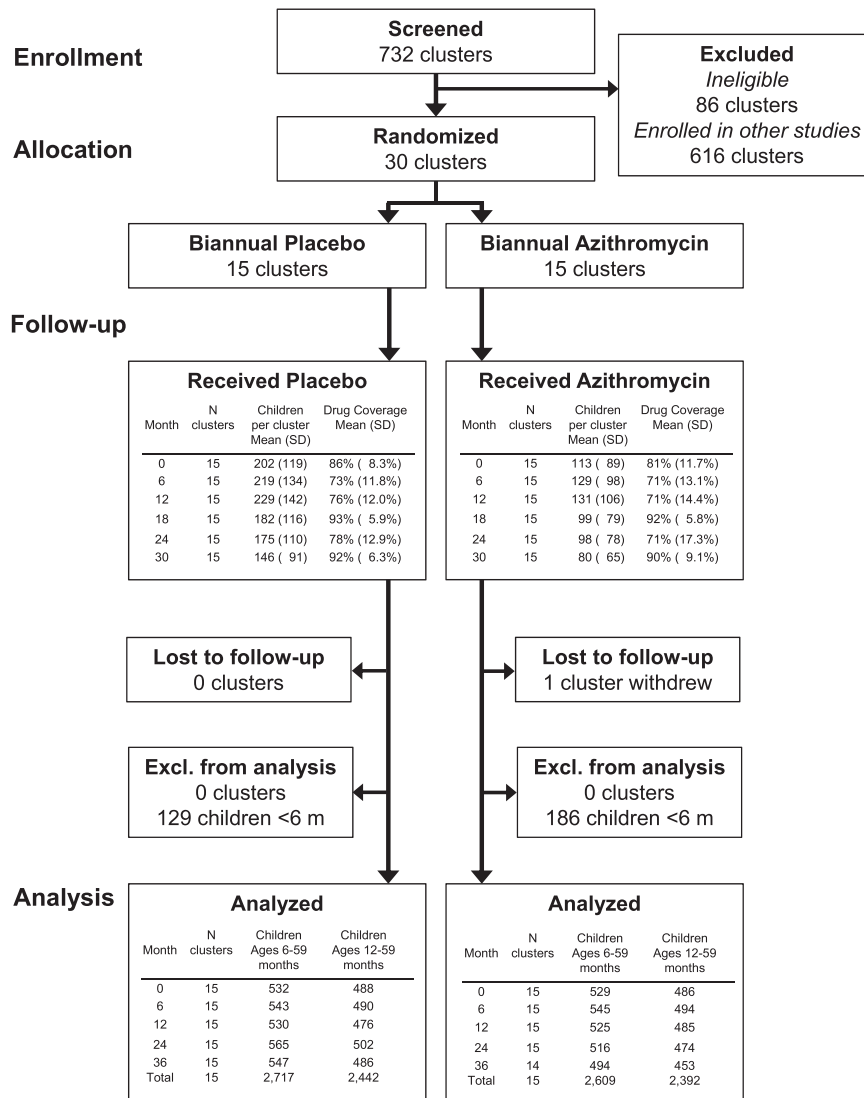 Enrollment
Screened
732 clusters
Excluded
Ineligible
86 clusters
Enrolled in other studies
616 clusters
Allocation
Randomized
30 clusters
Biannual Placebo
15 clusters
Biannual Azithromycin
15 clusters
Follow-up
Received Placebo
Month N clusters Children per cluster Mean (SD) Drug Coverage Mean (SD)
0 15 202 (119) 86% ( 8.3%)
6 15 219 (134) 73% (11.8%)
12 15 229 (142) 76% (12.0%)
18 15 182 (116) 93% ( 5.9%)
24 15 175 (110) 78% (12.9%)
30 15 146 ( 91) 92% ( 6.3%)
Received Azithromycin
Month N clusters Children per cluster Mean (SD) Drug Coverage Mean (SD)
0 15 113 ( 89) 81% (11.7%)
6 15 129 ( 98) 71% (13.1%)
12 15 131 (106) 71% (14.4%)
18 15 99 ( 79) 92% ( 5.8%)
24 15 98 ( 78) 71% (17.3%)
30 15 80 ( 65) 90% ( 9.1%)
Lost to follow-up
0 clusters
Lost to follow-up
1 cluster withdrew
Excl. from analysis
0 clusters
129 children <6 m
Excl. from analysis
0 clusters
186 children <6 m
Analysis
Analyzed
Month N clusters Children Ages 6-59 months Children Ages 12-59 months
0 15 532 488
6 15 543 490
12 15 530 476
24 15 565 502
36 15 547 486
Total 15 2,717 2,442
Analyzed
Month N clusters Children Ages 6-59 months Children Ages 12-59 months
0 15 529 486
6 15 545 494
12 15 525 485
24 15 516 474
36 14 494 453
Total 15 2,609 2,392